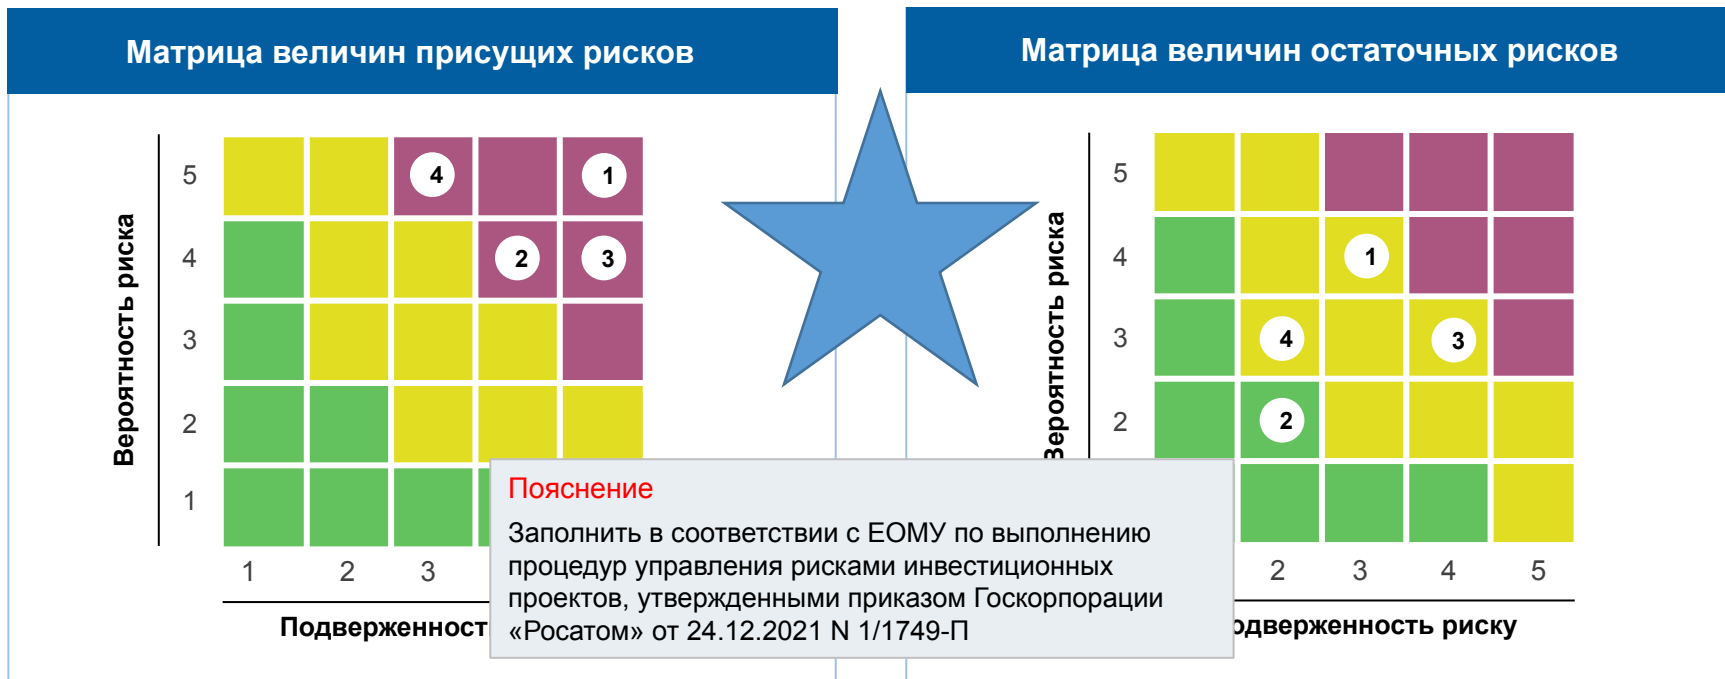 Матрица величин присущих рисков
Вероятность риска
5
4
3
2
1
4
1
2
3
1
2
3
Подверженност
Матрица величин остаточных рисков
Вероятность риска
5
4
3
2
1
4
3
2
2
3
4
5
одверженность риску
Пояснение
Заполнить в соответствии с ЕОМУ по выполнению
процедур управления рисками инвестиционных
проектов, утвержденными приказом Госкорпорации
«Росатом» от 24.12.2021 N 1/1749-П